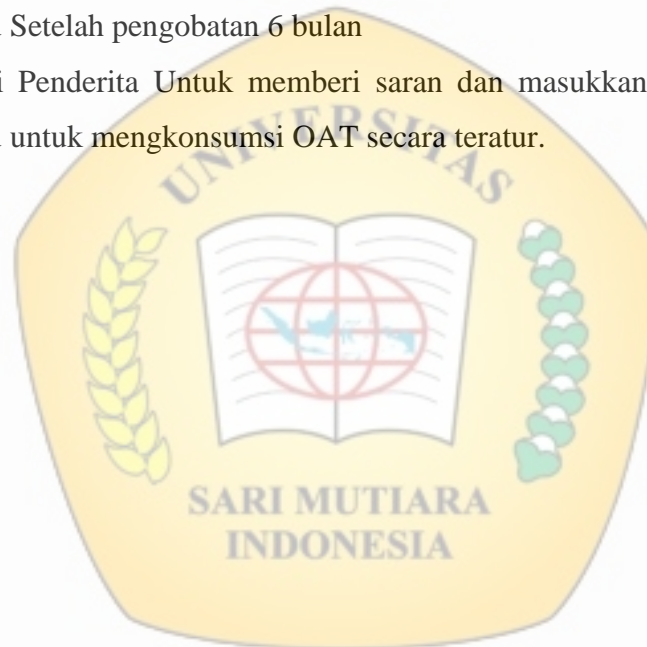 Setelah pengobatan 6 bulan
i Penderita Untuk memberi saran dan masukkan
untuk mengkonsumsi OAT secara teratur.
UNIVERSITAS
SARI MUTIARA
INDONESIA